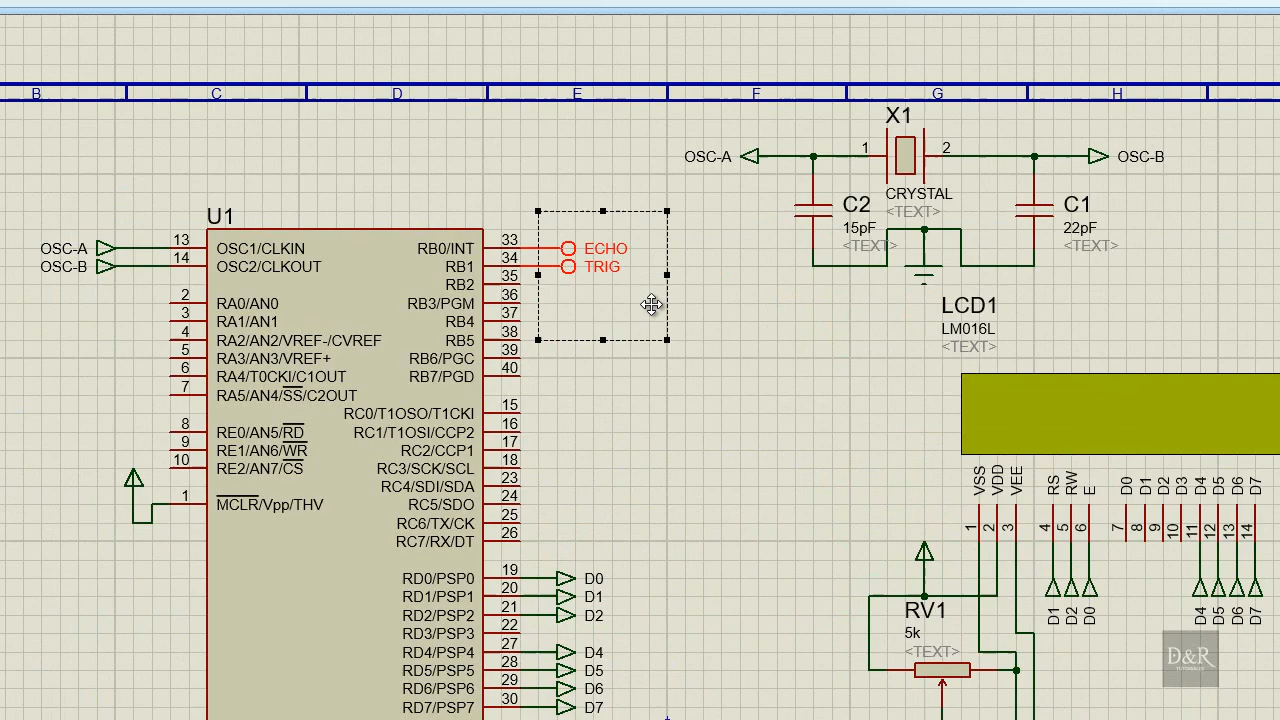 B C D E F G H
X1
OSC-A 1 2 OSC-B
CRYSTAL
<TEXT>
C2 C1
15pF 22pF
<TEXT> <TEXT>
U1
OSC-A 13 OSC1/CLKIN RB0/INT 33 ECHO
OSC-B 14 OSC2/CLKOUT RB1 34 TRIG
RB2 35
2 RA0/AN0 RB3/PGM 36
3 RA1/AN1 RB4 37
4 RA2/AN2/VREF-/CVREF RB5 38
5 RA3/AN3/VREF+ RB6/PGC 39
6 RA4/T0CKI/C1OUT RB7/PGD 40
7 RA5/AN4/SS/C2OUT
RC0/T1OSO/T1CKI 15
8 RE0/AN5/RD RC1/T1OSI/CCP2 16
9 RE1/AN6/WR RC2/CCP1 17
10 RE2/AN7/CS RC3/SCK/SCL 18
RC4/SDI/SDA 23
1 MCLR/Vpp/THV RC5/SDO 24
RC6/TX/CK 25
RC7/RX/DT 26
RD0/PSP0 19 D0
RD1/PSP1 20 D1
RD2/PSP2 21 D2
RD3/PSP3 22
RD4/PSP4 27 D4
RD5/PSP5 28 D5
RD6/PSP6 29 D6
RD7/PSP7 30 D7
LCD1
LM016L
<TEXT>
VSS VDD VEE RS RW E D0 D1 D2 D3 D4 D5 D6 D7
1 2 3 4 5 6 7 8 9 10 11 12 13 14
D1 D2 D0 D4 D5 D6 D7
RV1
5k
<TEXT>
D&R
TUTORIALS